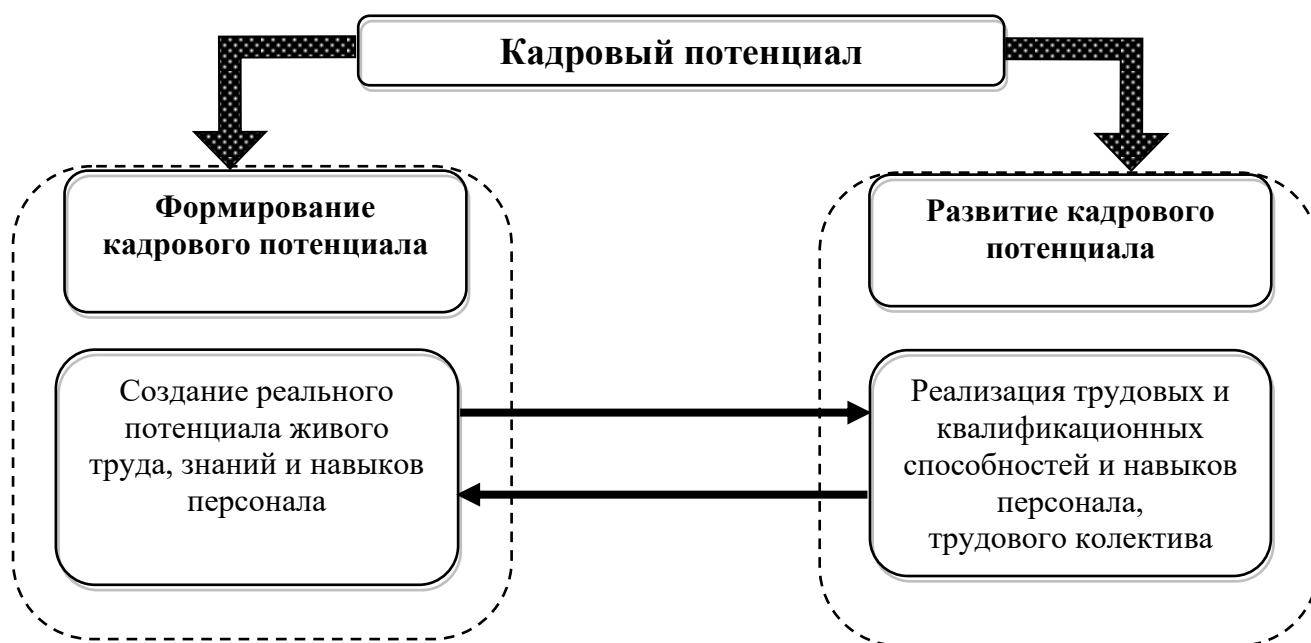 Кадровый потенциал
Формирование
кадрового потенциала
Развитие кадрового
потенциала
Создание реального
потенциала живого
труда, знаний и навыков
персонала
Реализация трудовых и
квалификационных
способностей и навыков
персонала,
трудового колектива